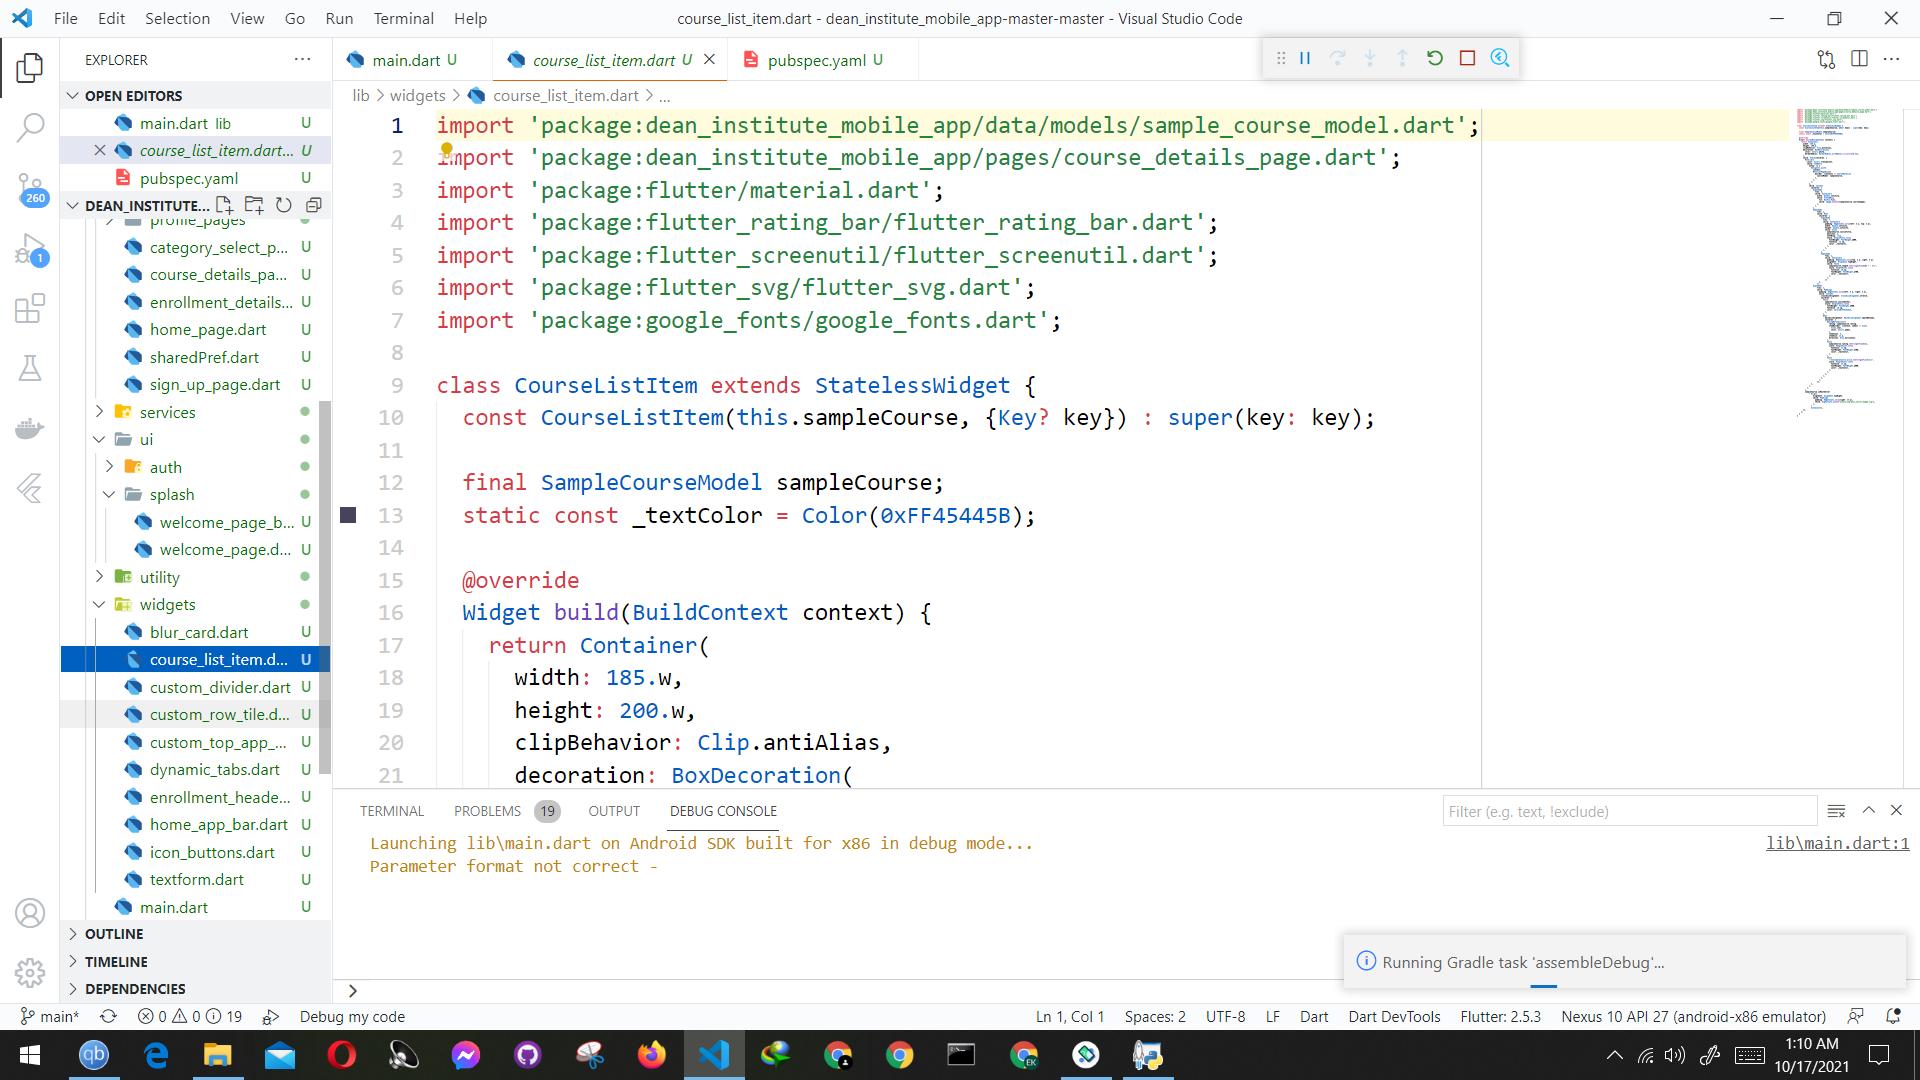 File Edit Selection View Go Run Terminal Help
course_list_item.dart - dean_institute_mobile_app-master-master - Visual Studio Code
EXPLORER
OPEN EDITORS
main.dart lib U
course_list_item.dart... U
pubspec.yaml U
DEAN_INSTITUTE...
profile_pages
category_select_p... U
course_details_pa... U
enrollment_details... U
home_page.dart U
sharedPref.dart U
sign_up_page.dart U
services
ui
auth
splash
welcome_page_b... U
welcome_page.d... U
utility
widgets
blur_card.dart U
course_list_item.d... U
custom_divider.dart U
custom_row_tile.d... U
custom_top_app_... U
dynamic_tabs.dart U
enrollment_heade... U
home_app_bar.dart U
icon_buttons.dart U
textform.dart U
main.dart U
OUTLINE
TIMELINE
DEPENDENCIES
260
1
main.dart U
course_list_item.dart U
pubspec.yaml U
lib > widgets > course_list_item.dart > ...
1 import 'package:dean_institute_mobile_app/data/models/sample_course_model.dart';
2 import 'package:dean_institute_mobile_app/pages/course_details_page.dart';
3 import 'package:flutter/material.dart';
4 import 'package:flutter_rating_bar/flutter_rating_bar.dart';
5 import 'package:flutter_screenutil/flutter_screenutil.dart';
6 import 'package:flutter_svg/flutter_svg.dart';
7 import 'package:google_fonts/google_fonts.dart';
8
9 class CourseListItem extends StatelessWidget {
10 const CourseListItem(this.sampleCourse, {Key? key}) : super(key: key);
11
12 final SampleCourseModel sampleCourse;
13 static const _textColor = Color(0xFF45445B);
14
15 @override
16 Widget build(BuildContext context) {
17 return Container(
18 width: 185.w,
19 height: 200.w,
20 clipBehavior: Clip.antiAlias,
21 decoration: BoxDecoration(
TERMINAL PROBLEMS 19 OUTPUT DEBUG CONSOLE
Filter (e.g. text, !exclude)
Launching lib\main.dart on Android SDK built for x86 in debug mode...
lib\main.dart:1
Parameter format not correct -
Running Gradle task 'assembleDebug'...
main* 0 0 19 Debug my code
Ln 1, Col 1 Spaces: 2 UTF-8 LF Dart Dart DevTools Flutter: 2.5.3 Nexus 10 API 27 (android-x86 emulator)
qb
EK
1:10 AM
10/17/2021